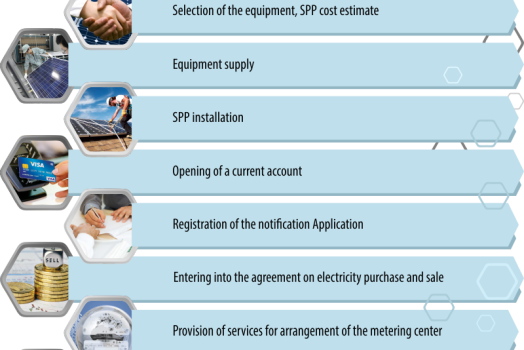 Selection of the equipment, SPP cost estimate
Equipment supply
SPP installation
VISA
Opening of a current account
Registration of the notification Application
SELL
Entering into the agreement on electricity purchase and sale
Provision of services for arrangement of the metering center